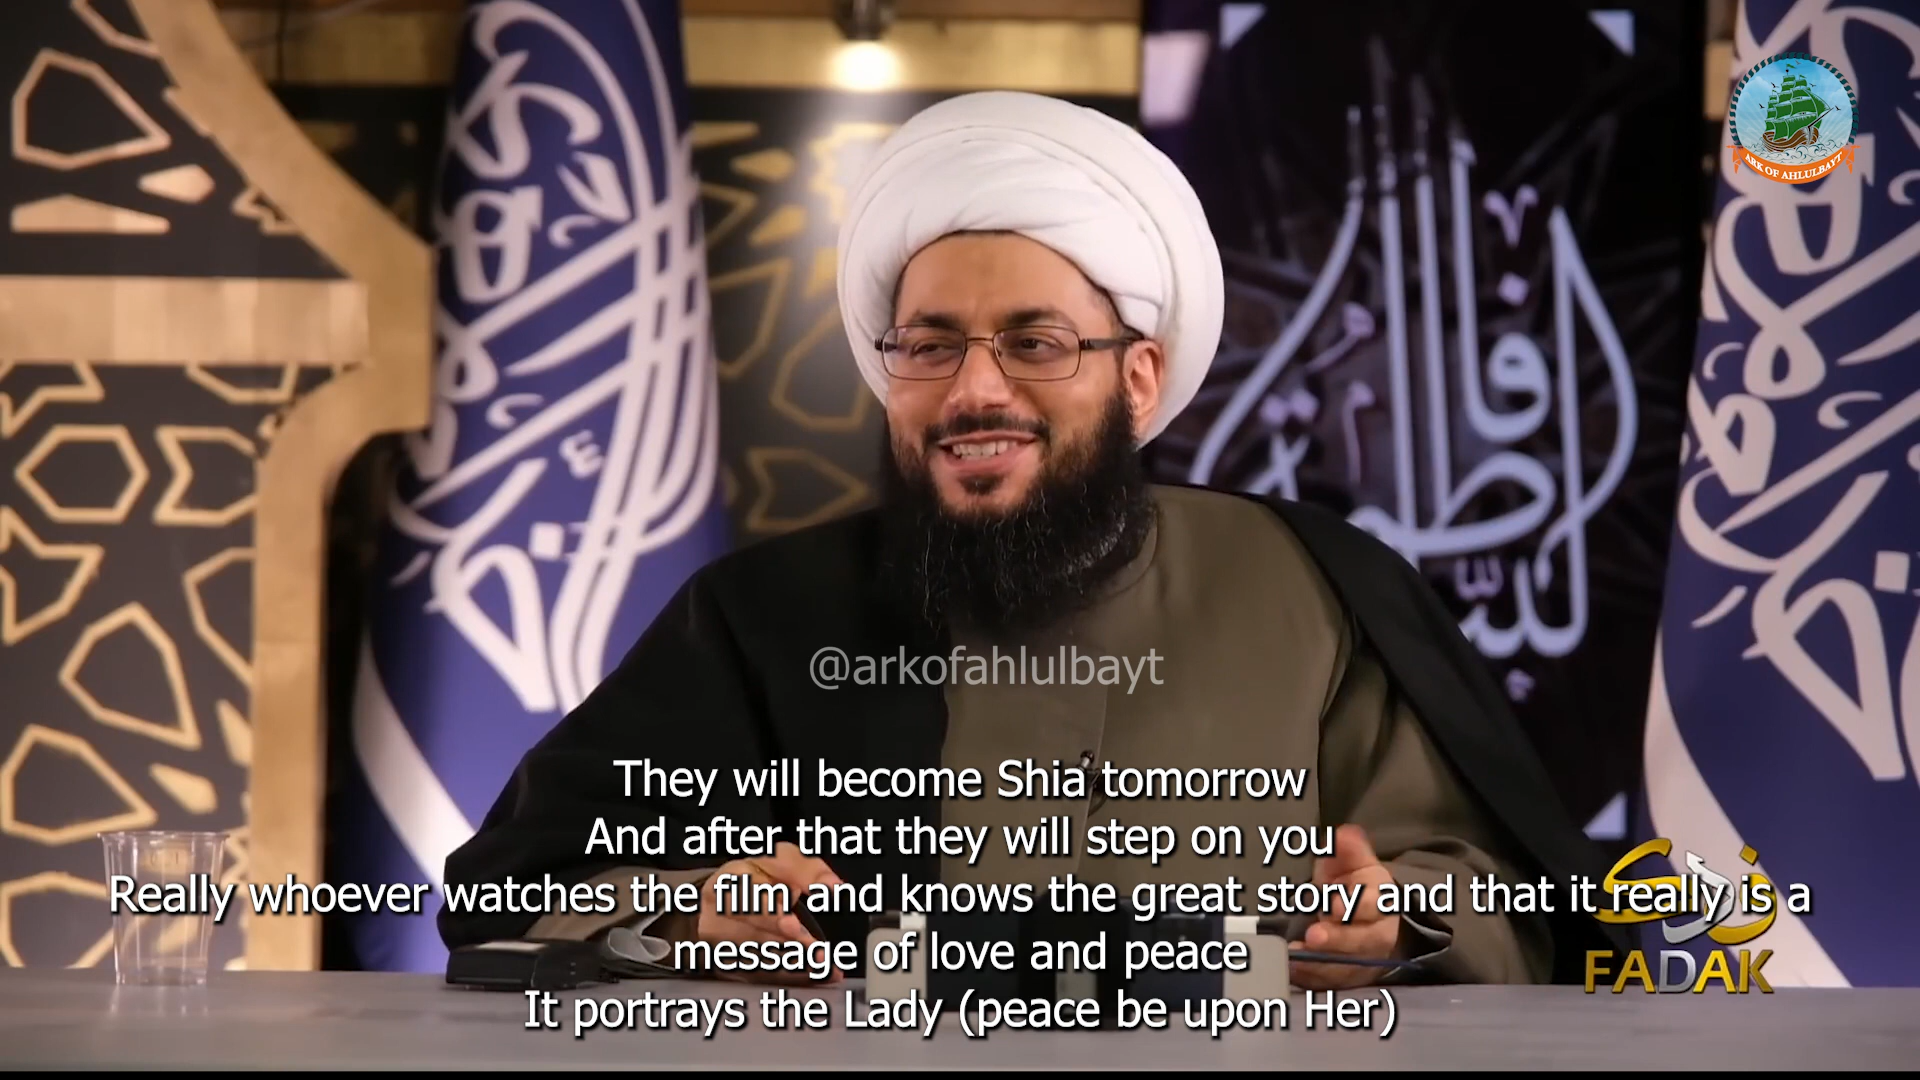 ARK OF AHLULBAYT
فاطمة
@arkofahlulbayt
They will become Shia tomorrow
And after that they will step on you
Really whoever watches the film and knows the great story and that it really is a
message of love and peace
It portrays the Lady (peace be upon Her)
فدك
FADAK